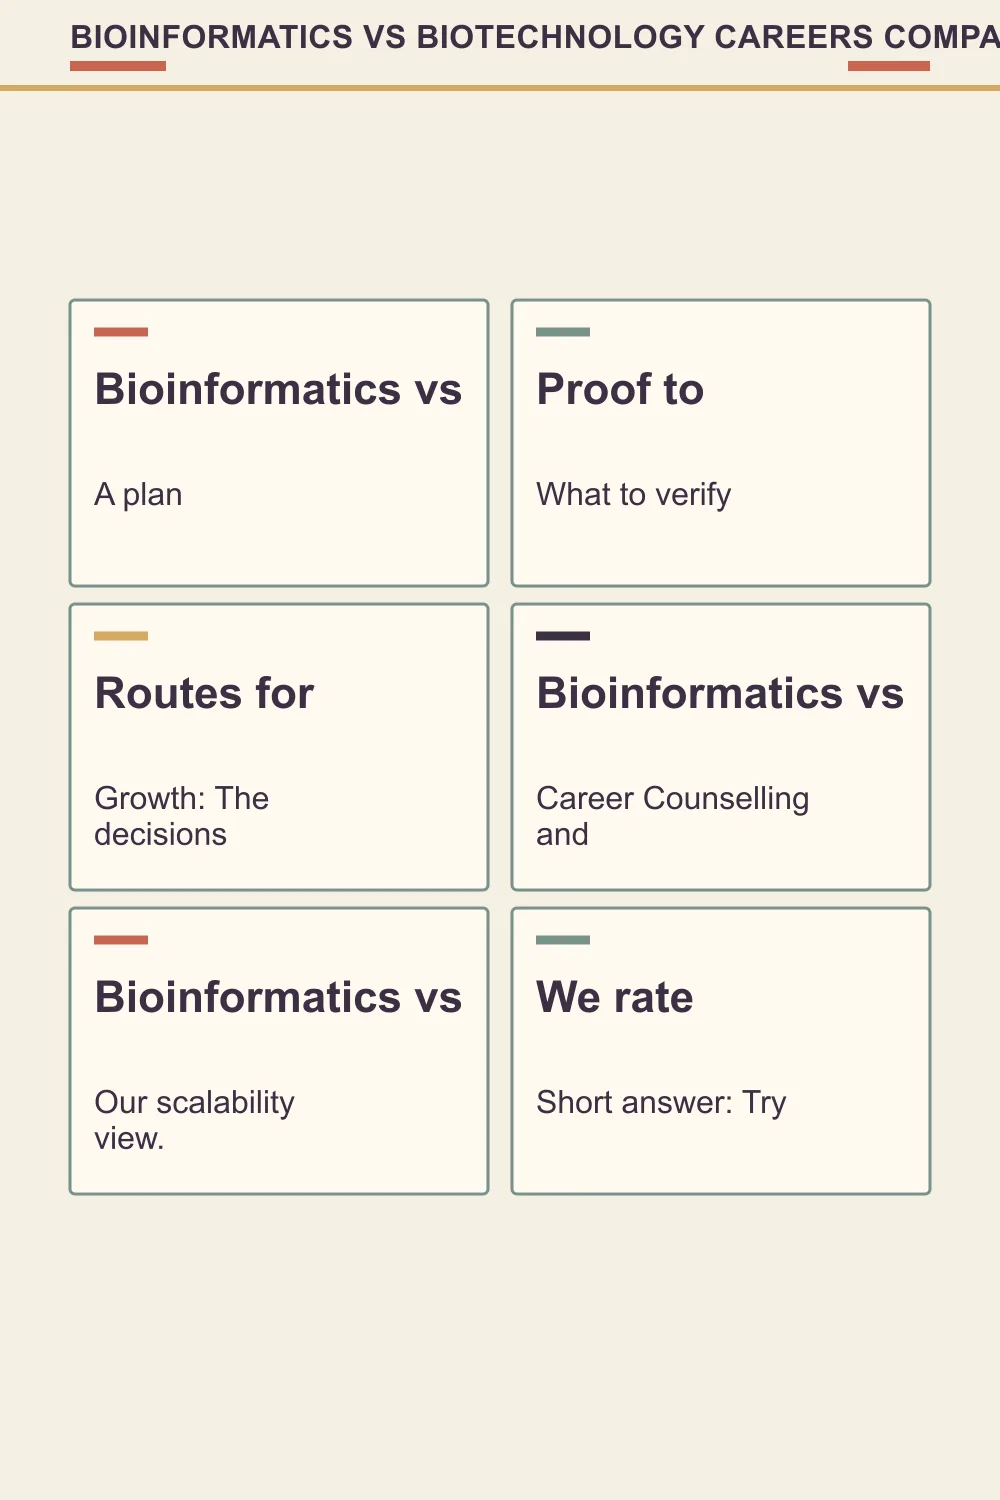 BIOINFORMATICS VS BIOTECHNOLOGY CAREERS COMPA
Bioinformatics vs
A plan
Proof to
What to verify
Routes for
Growth: The
decisions
Bioinformatics vs
Career Counselling
and
Bioinformatics vs
Our scalability
view.
We rate
Short answer: Try